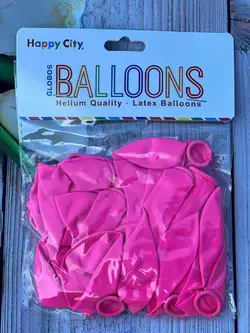 Happy City®
GLOBOS
BALLOONS
Helium Quality - Latex Balloons